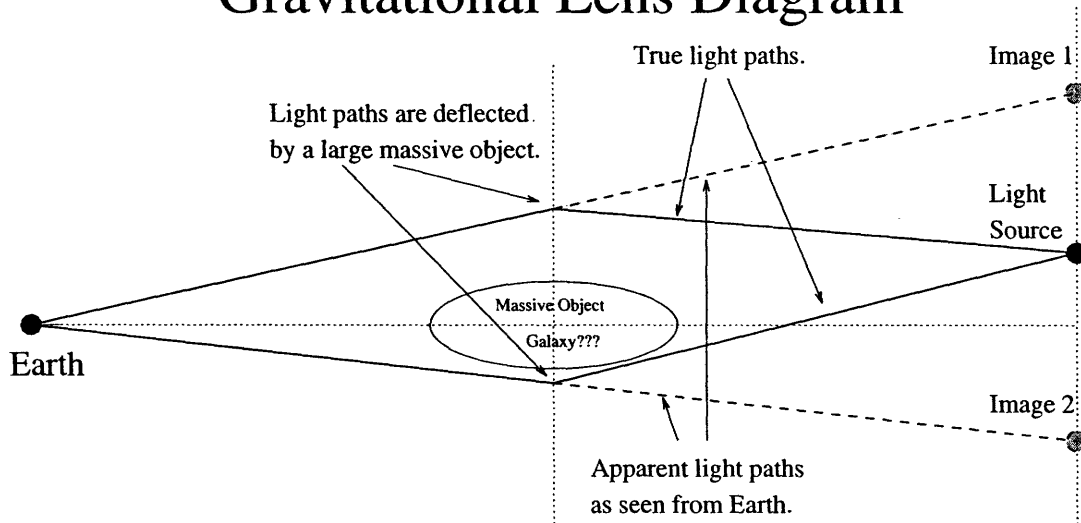 Gravitational Lens Diagram
True light paths.
Image 1
Light paths are deflected
by a large massive object.
Light
Source
Massive Object
Galaxy???
Earth
Image 2
Apparent light paths
as seen from Earth.